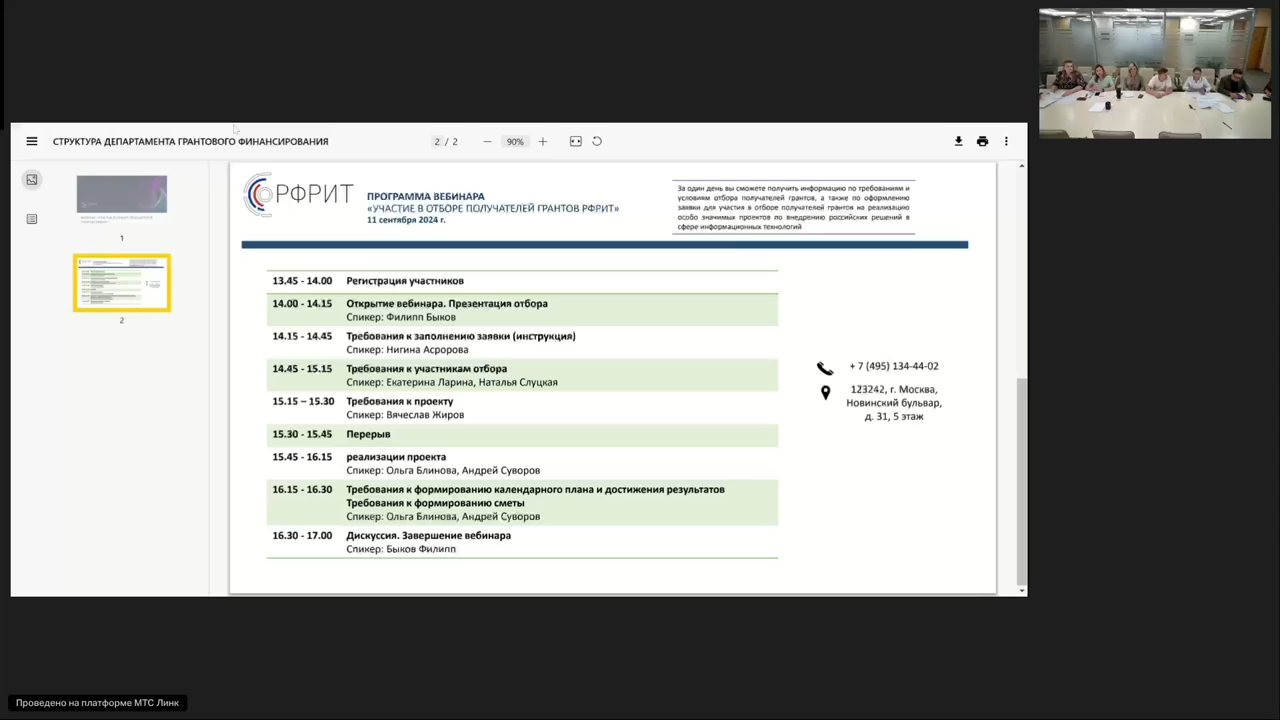 СТРУКТУРА ДЕПАРТАМЕНТА ГРАНТОВОГО ФИНАНСИРОВАНИЯ
2 / 2
90%
1
2
РФРИТ
ПРОГРАММА ВЕБИНАРА
«УЧАСТИЕ В ОТБОРЕ ПОЛУЧАТЕЛЕЙ ГРАНТОВ РФРИТ»
11 сентября 2024 г.
За один день вы сможете получить информацию по требованиям и
условиям отбора получателей грантов, а также по оформлению
заявки для участия в отборе получателей грантов на реализацию
особо значимых проектов по внедрению российских решений в
сфере информационных технологий
13.45 - 14.00 Регистрация участников
14.00 - 14.15 Открытие вебинара. Презентация отбора
Спикер: Филипп Быков
14.15 - 14.45 Требования к заполнению заявки (инструкция)
Спикер: Нигина Асророва
14.45 - 15.15 Требования к участникам отбора
Спикер: Екатерина Ларина, Наталья Слуцкая
15.15 – 15.30 Требования к проекту
Спикер: Вячеслав Жиров
15.30 - 15.45 Перерыв
15.45 - 16.15 реализации проекта
Спикер: Ольга Блинова, Андрей Суворов
16.15 - 16.30 Требования к формированию календарного плана и достижения результатов
Требования к формированию сметы
Спикер: Ольга Блинова, Андрей Суворов
16.30 - 17.00 Дискуссия. Завершение вебинара
Спикер: Быков Филипп
+ 7 (495) 134-44-02
123242, г. Москва,
Новинский бульвар,
д. 31, 5 этаж
Проведено на платформе МТС Линк